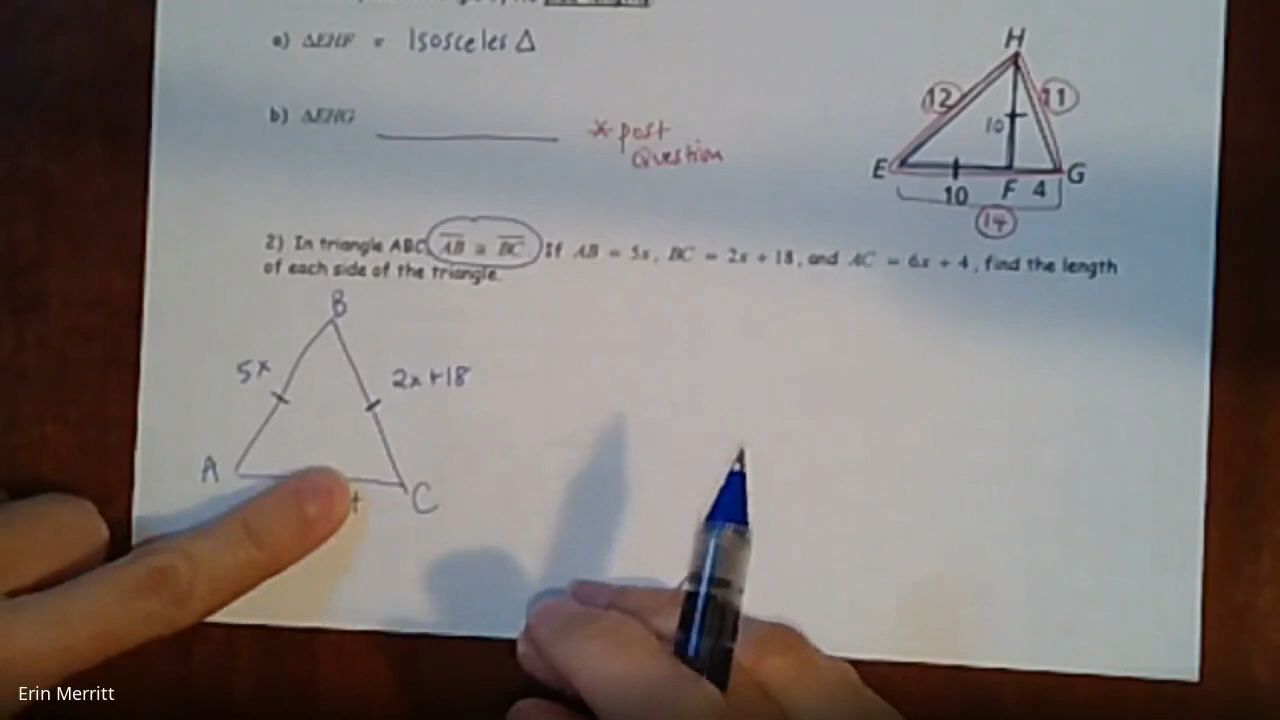 a) ΔEHF = Isosceles Δ
H
12
11
10
b) ΔEHG
* post
Question
E
10
F
4
G
14
2) In triangle ABC, AB ≅ BC. If AB = 5x, BC = 2x + 18, and AC = 6x + 4, find the length
of each side of the triangle.
B
5x
2x+18
A
C
Erin Merritt